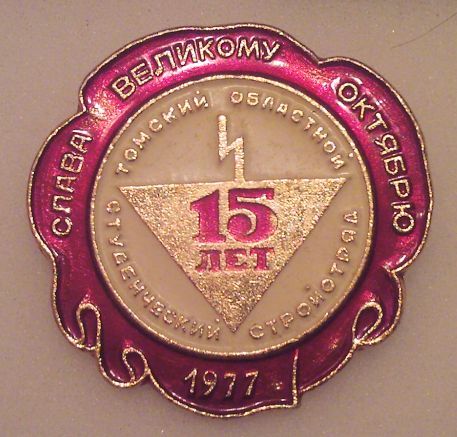 СЛАВА ВЕЛИКОМУ ОКТЯБРЮ
ТОМСКИЙ ОБЛАСТНОЙ
СТУДЕНЧЕСКИЙ СТРОЙОТРЯД
15
ЛЕТ
1977